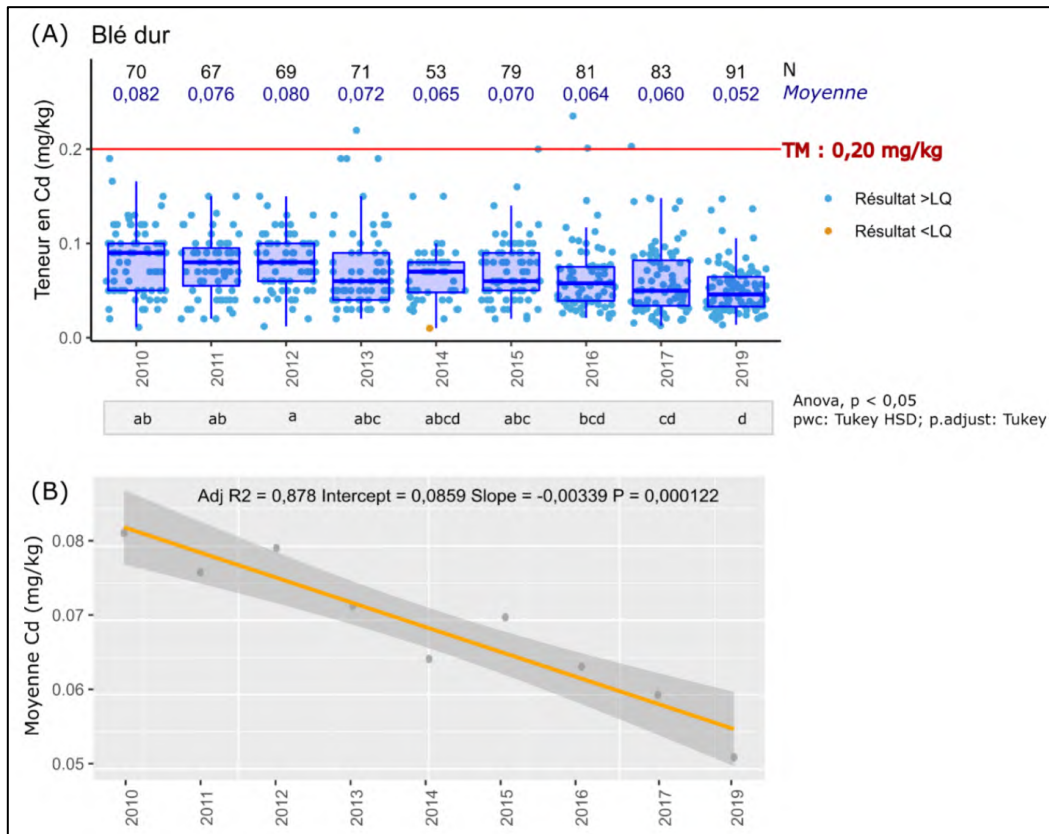 (A) Blé dur
70 67 69 71 53 79 81 83 91 N
0,082 0,076 0,080 0,072 0,065 0,070 0,064 0,060 0,052 Moyenne
0.2
TM : 0,20 mg/kg
Résultat >LQ
0.1
Résultat <LQ
0.0
Teneur en Cd (mg/kg)
2010 2011 2012 2013 2014 2015 2016 2017 2019
ab ab a abc abcd abc bcd cd d
Anova, p < 0,05
pwc: Tukey HSD; p.adjust: Tukey
(B)
Adj R2 = 0,878 Intercept = 0,0859 Slope = -0,00339 P = 0,000122
0.08
0.07
0.06
0.05
Moyenne Cd (mg/kg)
2010 2011 2012 2013 2014 2015 2016 2017 2019